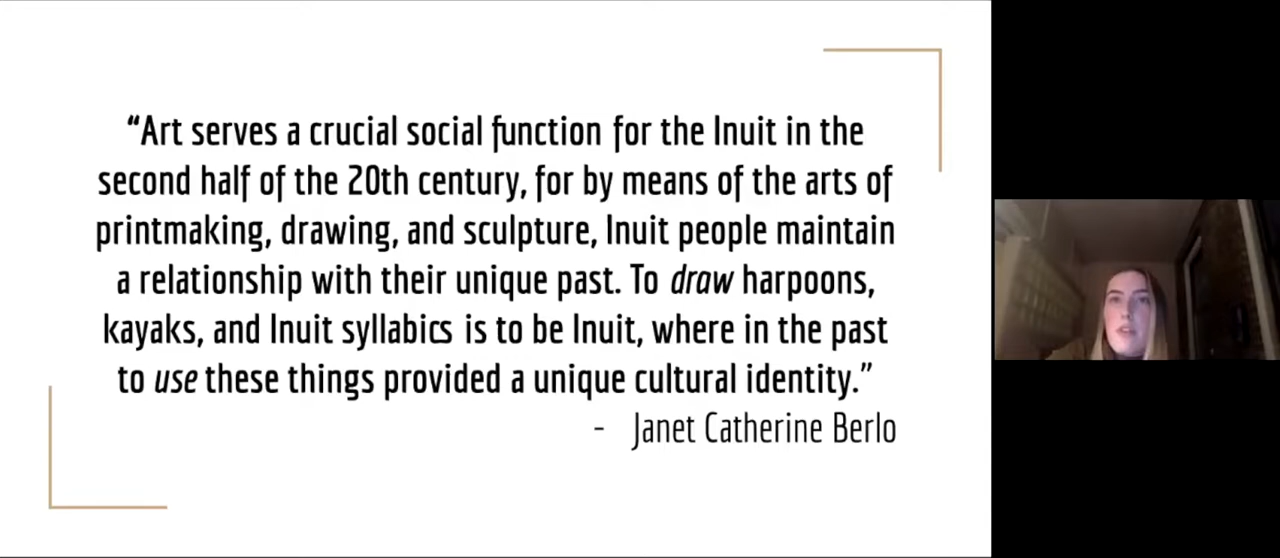 “Art serves a crucial social function for the Inuit in the
second half of the 20th century, for by means of the arts of
printmaking, drawing, and sculpture, Inuit people maintain
a relationship with their unique past. To draw harpoons,
kayaks, and Inuit syllabics is to be Inuit, where in the past
to use these things provided a unique cultural identity.”
- Janet Catherine Berlo